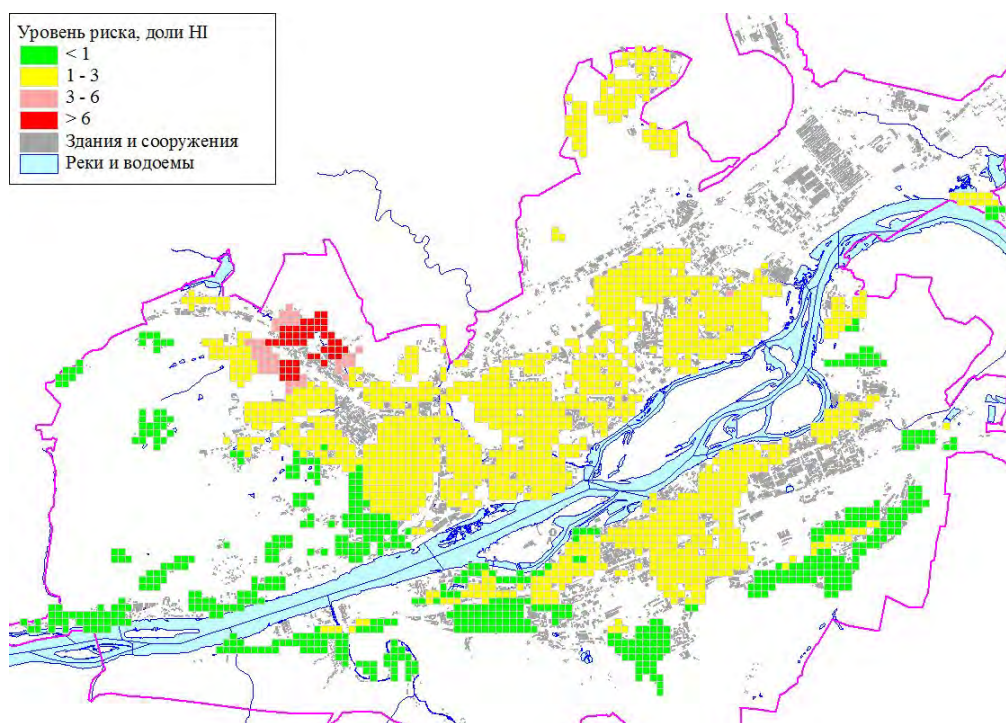 Уровень риска, доли HI
< 1
1 - 3
3 - 6
> 6
Здания и сооружения
Реки и водоемы